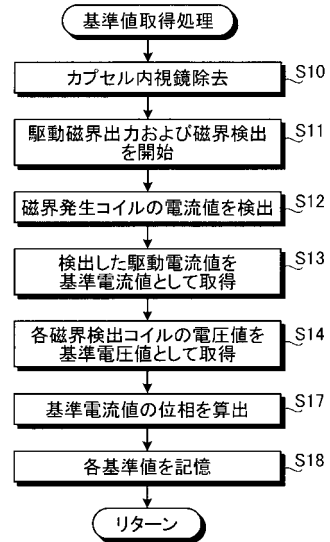 基準値取得処理
カプセル内視鏡除去
S10
駆動磁界出力および磁界検出
を開始
S11
磁界発生コイルの電流値を検出
S12
検出した駆動電流値を
基準電流値として取得
S13
各磁界検出コイルの電圧値を
基準電圧値として取得
S14
基準電流値の位相を算出
S17
各基準値を記憶
S18
リターン